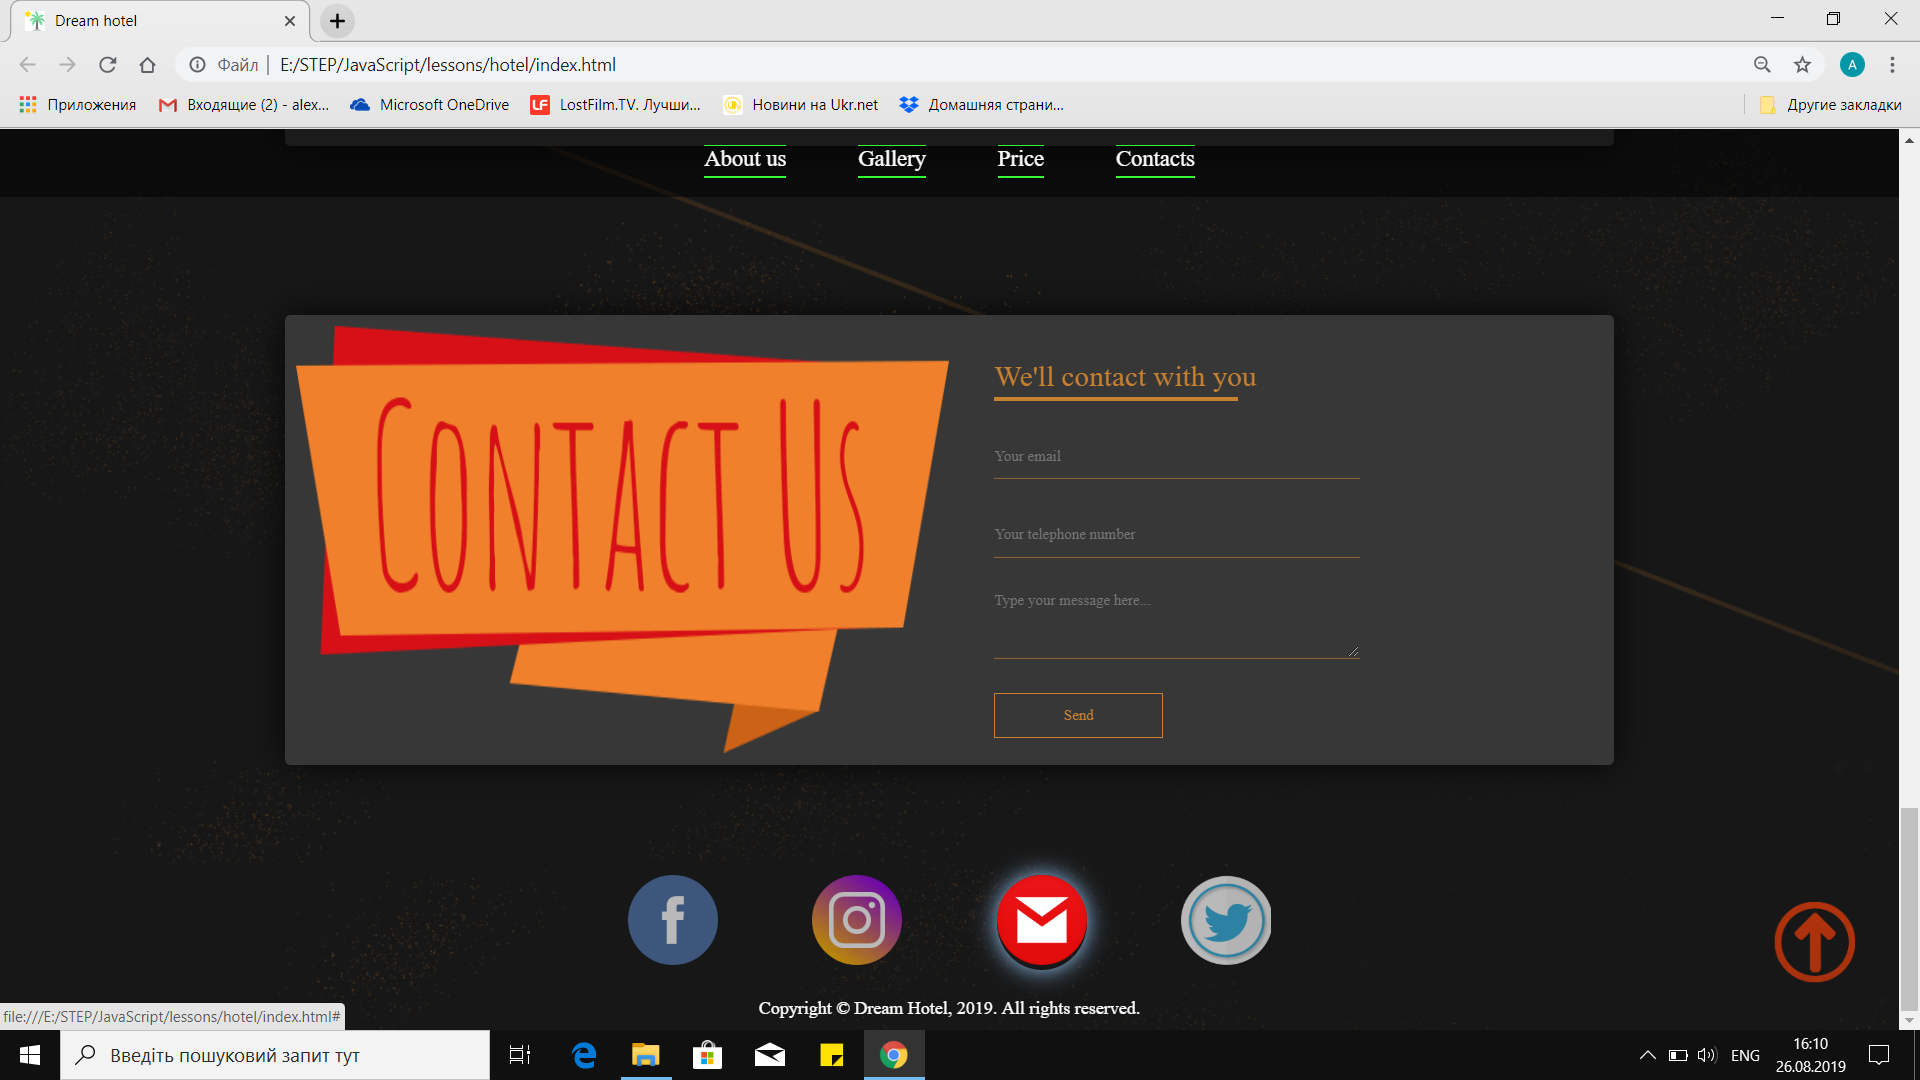 Dream hotel
Файл | E:/STEP/JavaScript/lessons/hotel/index.html
A
Приложения
Входящие (2) - alex...
Microsoft OneDrive
LF
LostFilm.TV. Лучши...
UN
Новини на Ukr.net
Домашняя страни...
Другие закладки
About us
Gallery
Price
Contacts
Contact Us
We'll contact with you
Your email
Your telephone number
Type your message here...
Send
Copyright © Dream Hotel, 2019. All rights reserved.
file:///E:/STEP/JavaScript/lessons/hotel/index.html#
Введіть пошуковий запит тут
ENG
16:10
26.08.2019